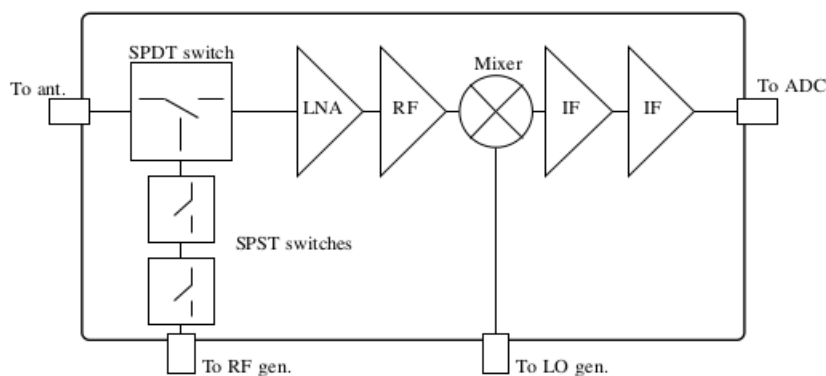 SPDT switch
Mixer
To ant.
To ADC
LNA
RF
IF
IF
SPST switches
To RF gen.
To LO gen.